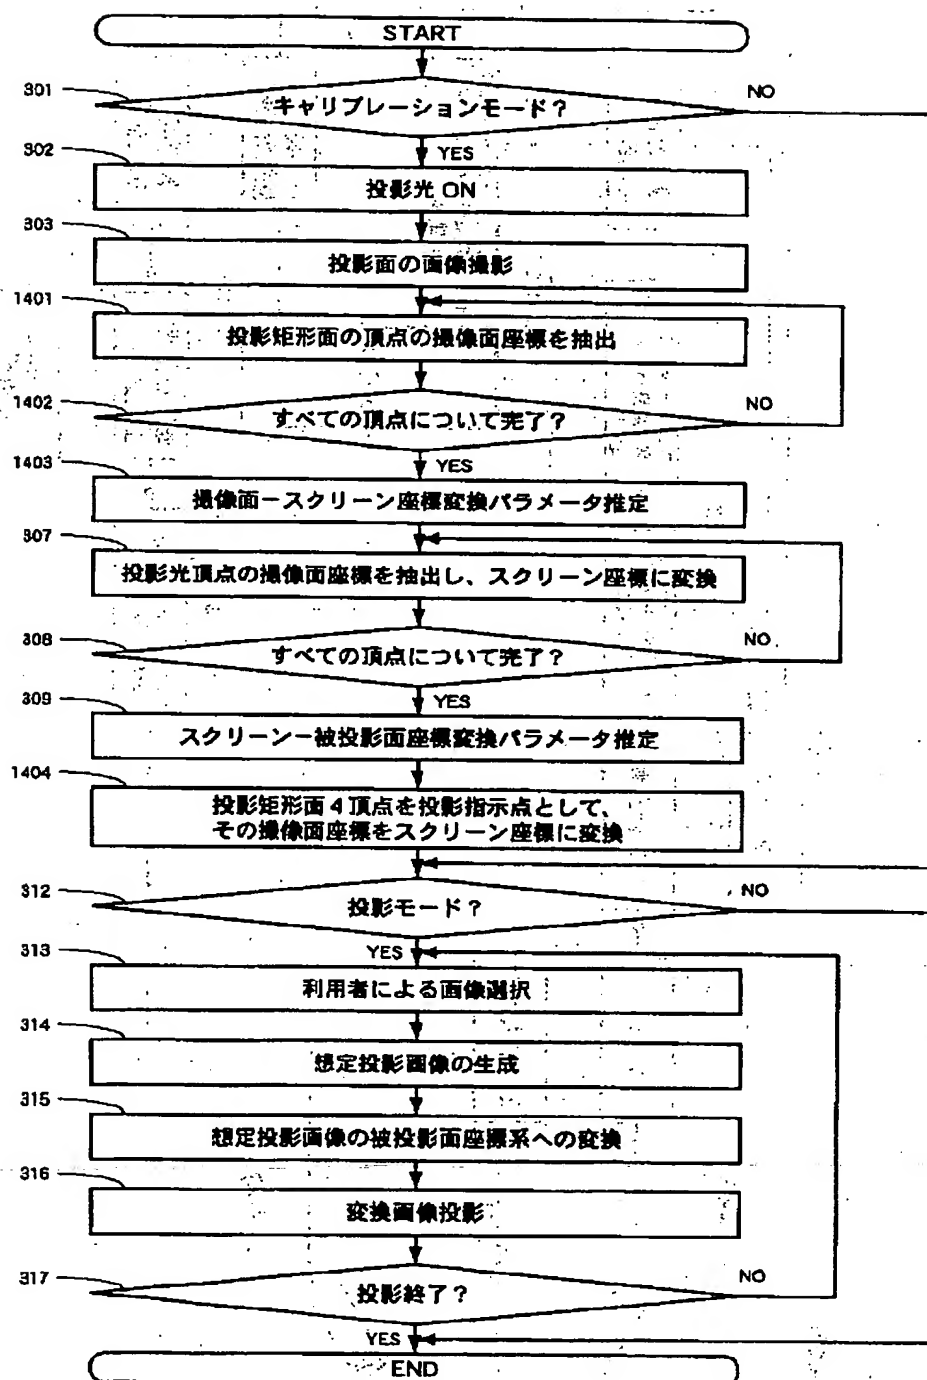 START
301
キャリブレーションモード?
NO
302
YES
投影光 ON
303
投影面の画像撮影
1401
投影矩形面の頂点の撮像面座標を抽出
1402
すべての頂点について完了?
NO
1403
YES
撮像面ースクリーン座標変換パラメータ推定
307
投影光頂点の撮像面座標を抽出し、スクリーン座標に変換
308
すべての頂点について完了?
NO
309
YES
スクリーンー被投影面座標変換パラメータ推定
1404
投影矩形面4頂点を投影指示点として、
その撮像面座標をスクリーン座標に変換
312
投影モード?
NO
313
YES
利用者による画像選択
314
想定投影画像の生成
315
想定投影画像の被投影面座標系への変換
316
変換画像投影
317
投影終了?
NO
YES
END